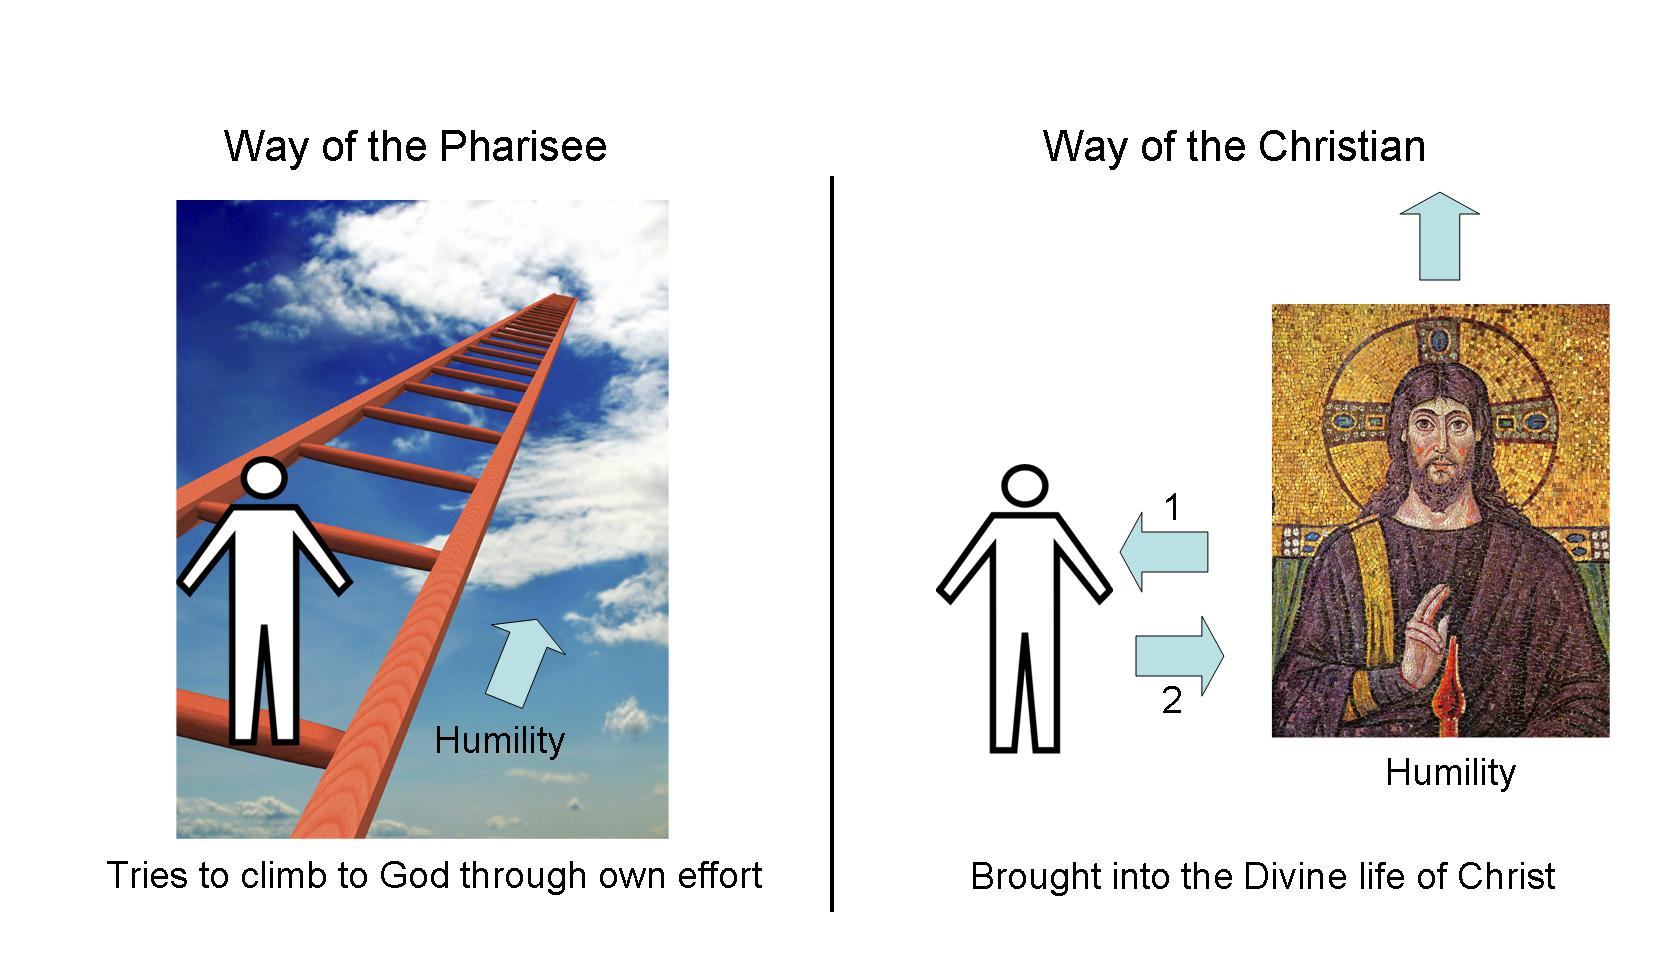 Way of the Pharisee
Humility
Tries to climb to God through own effort
Way of the Christian
1
2
Humility
Brought into the Divine life of Christ